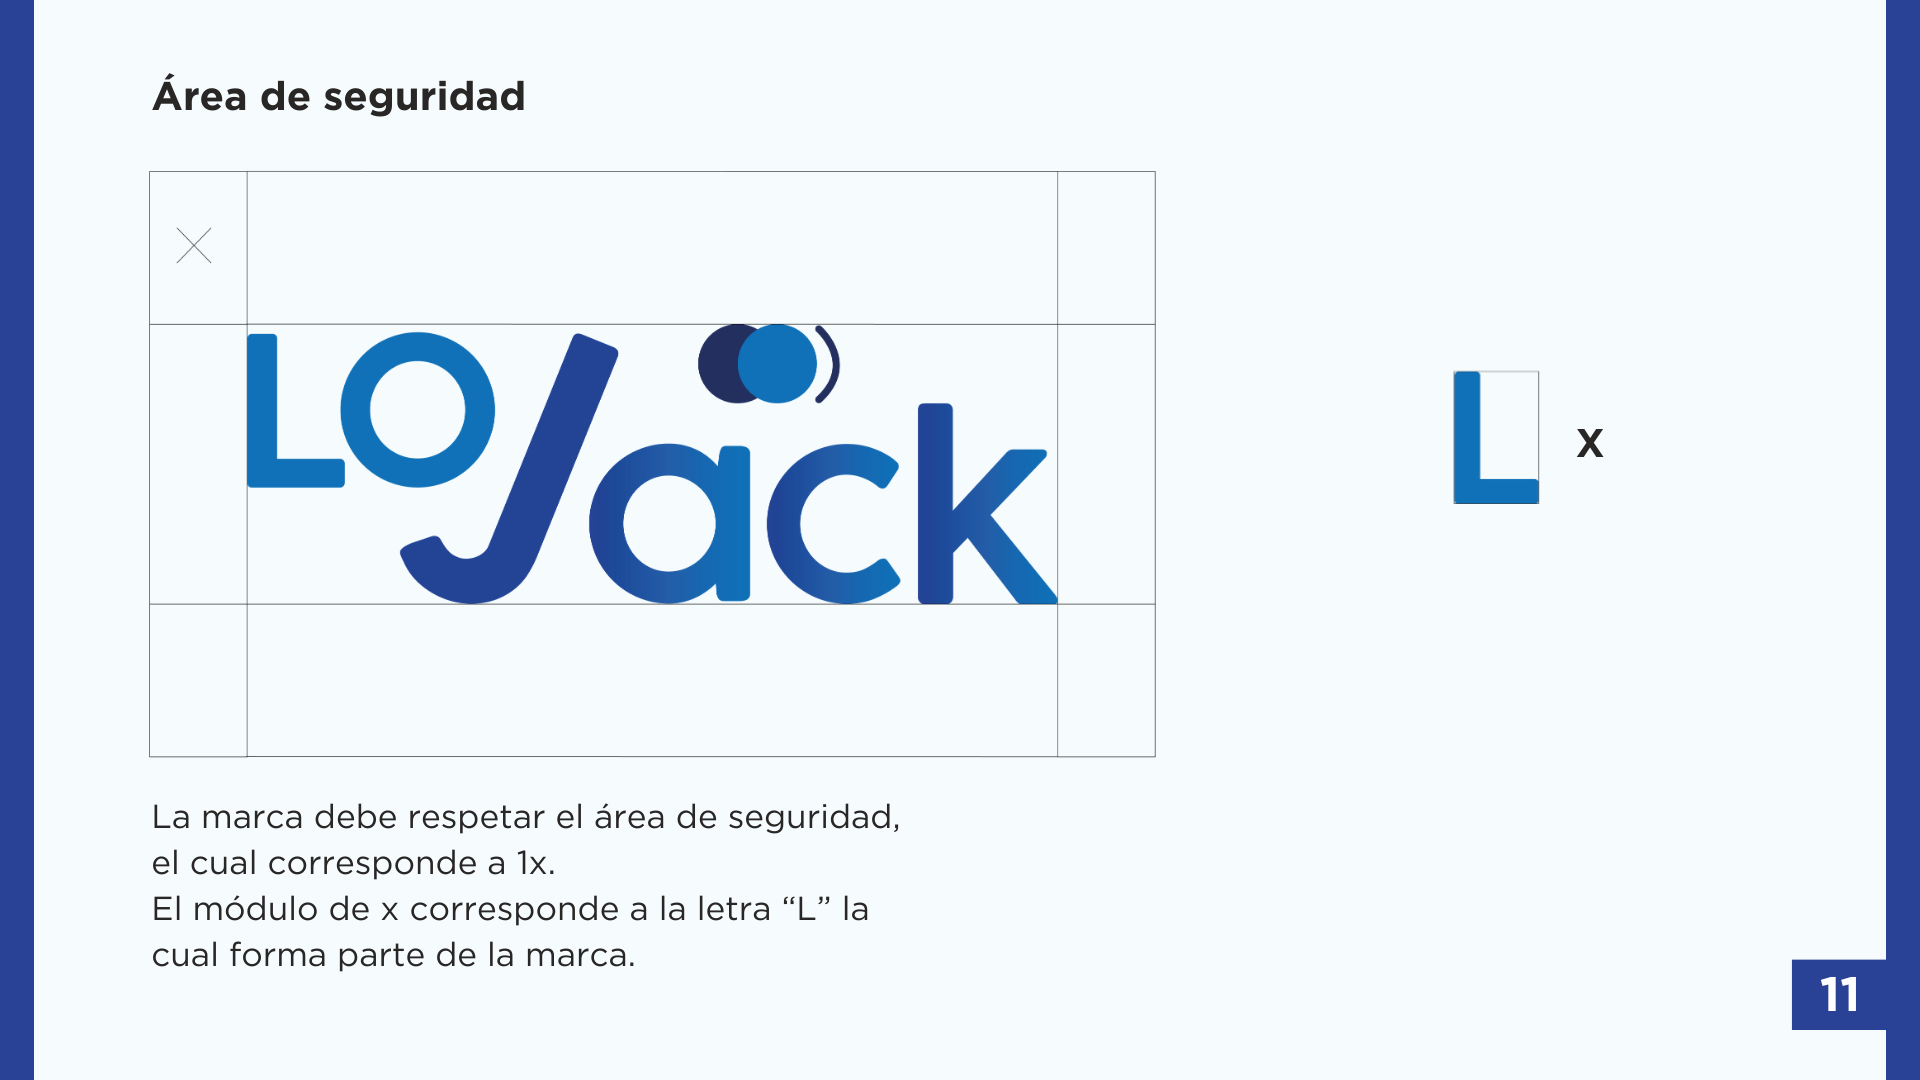 Área de seguridad
LOJack
L x
La marca debe respetar el área de seguridad,
el cual corresponde a 1x.
El módulo de x corresponde a la letra “L” la
cual forma parte de la marca.
11